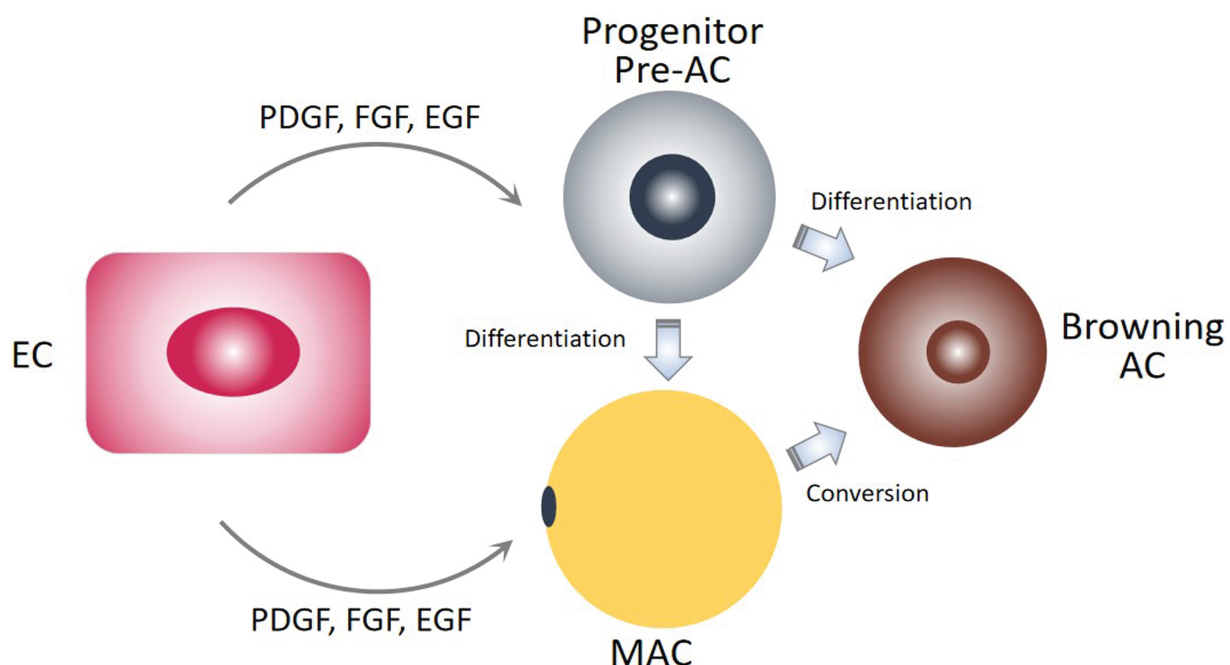 Progenitor
Pre-AC
PDGF, FGF, EGF
Differentiation
Differentiation
EC
Browning
AC
Conversion
PDGF, FGF, EGF
MAC